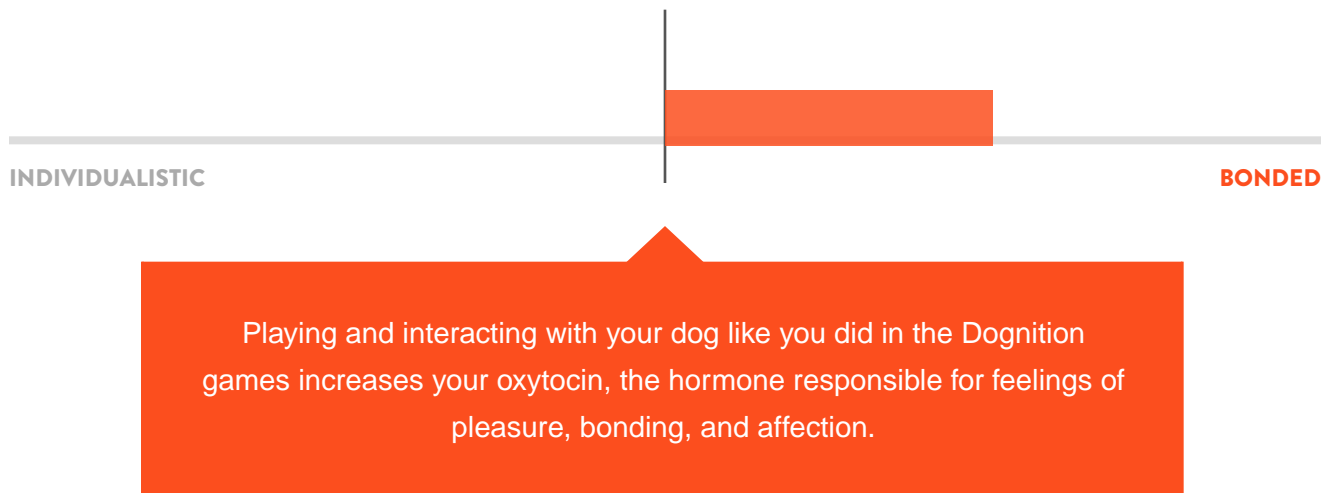 INDIVIDUALISTIC
BONDED
Playing and interacting with your dog like you did in the Dognition
games increases your oxytocin, the hormone responsible for feelings of
pleasure, bonding, and affection.